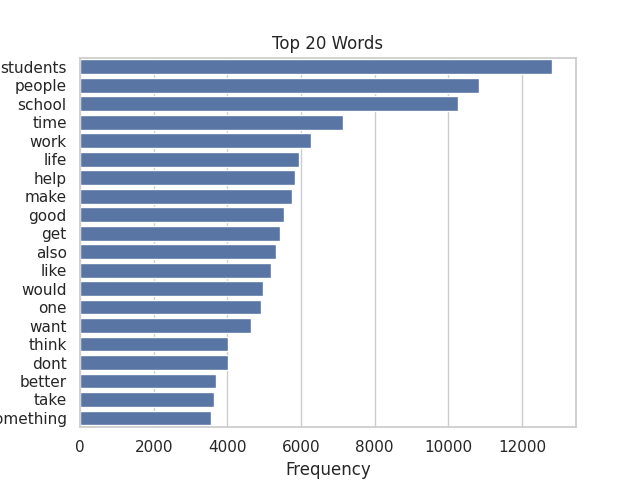 Top 20 Words
students
people
school
time
work
life
help
make
good
get
also
like
would
one
want
think
dont
better
take
omething
0 2000 4000 6000 8000 10000 12000
Frequency